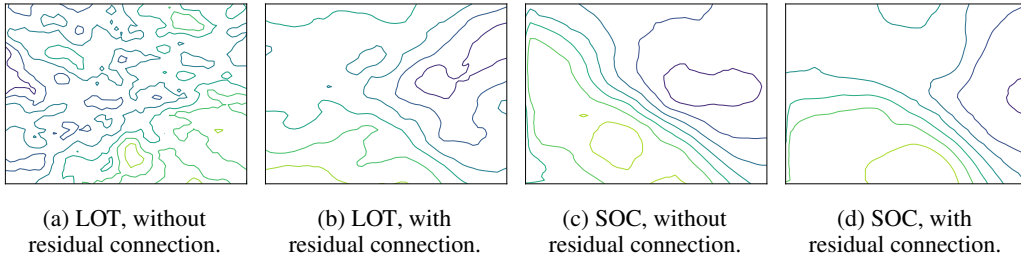 (a) LOT, without
residual connection.
(b) LOT, with
residual connection.
(c) SOC, without
residual connection.
(d) SOC, with
residual connection.